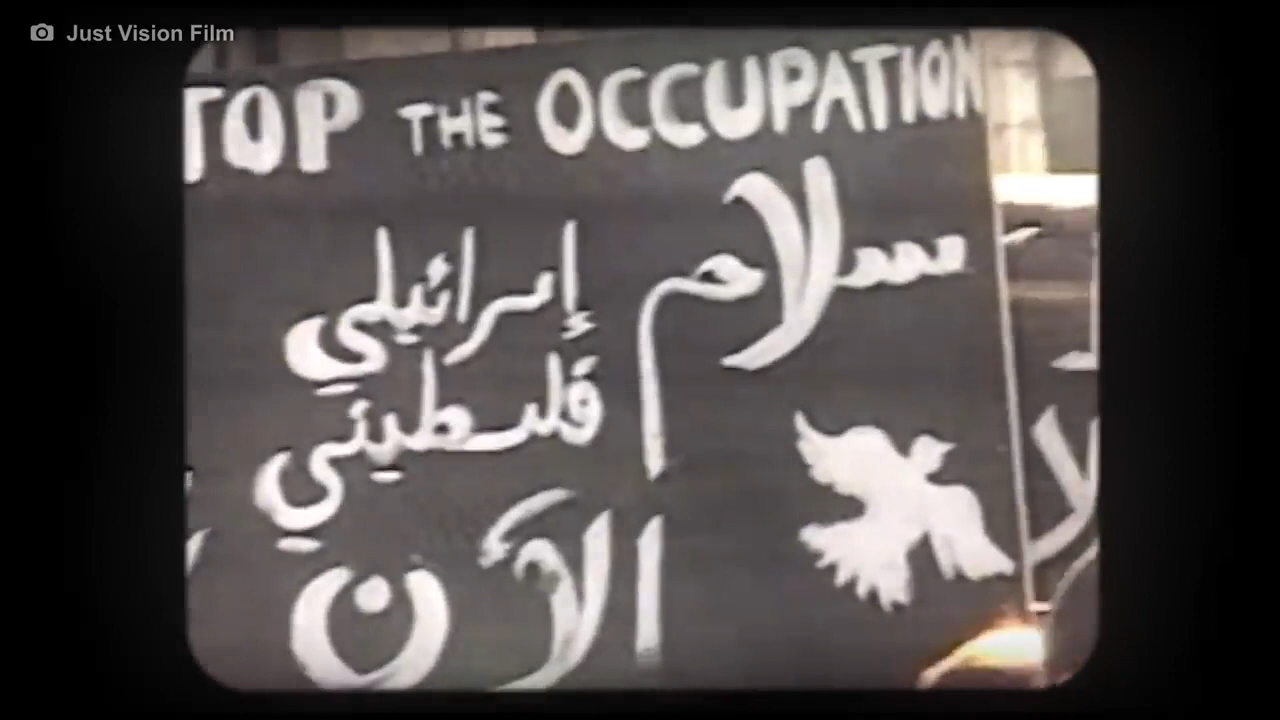 Just Vision Film
TOP THE OCCUPATION
سلام
إسرائيلي
فلسطيني
الآن